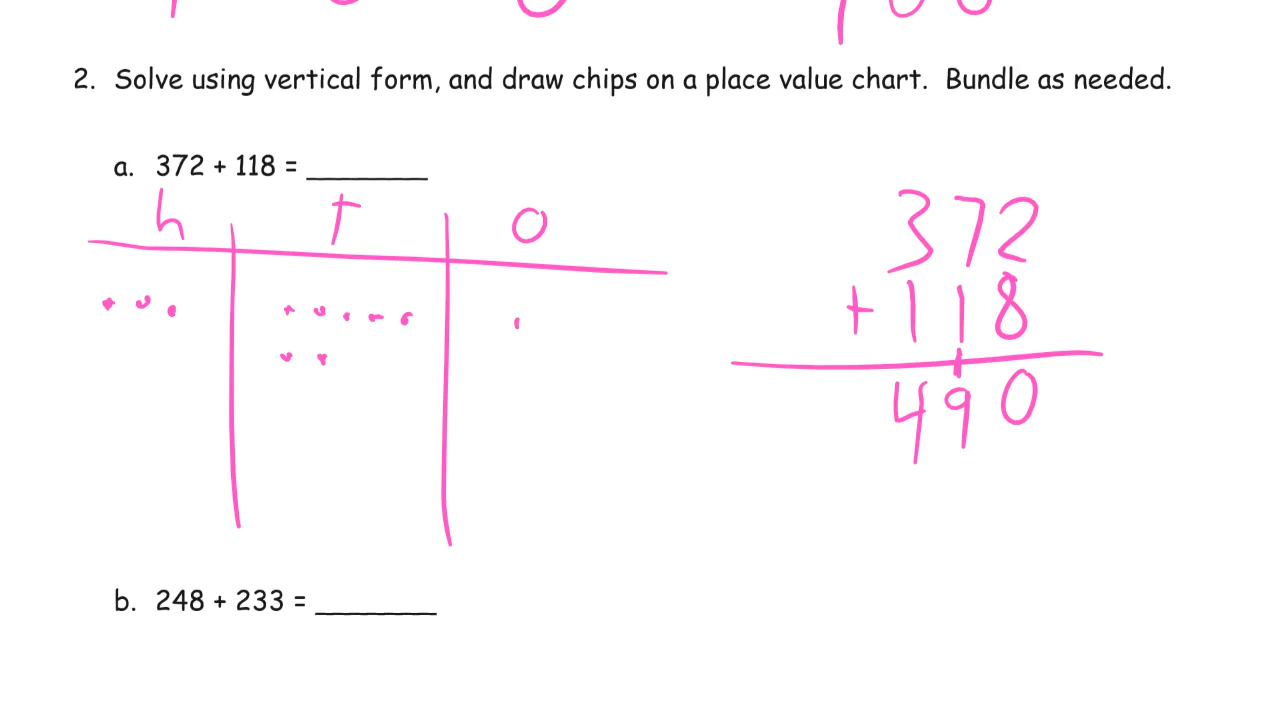 2. Solve using vertical form, and draw chips on a place value chart. Bundle as needed.
a. 372 + 118 = ________
h T O
372
+ 118
1
490
b. 248 + 233 = ________